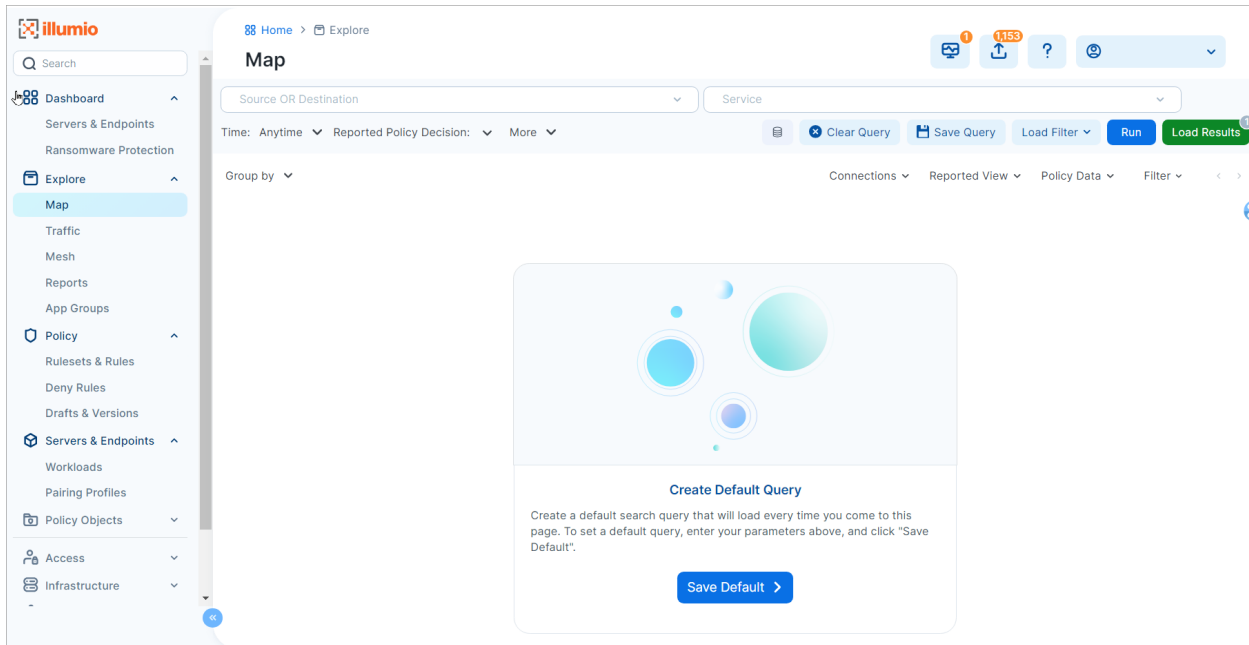 illumio
Search
Dashboard
Servers & Endpoints
Ransomware Protection
Explore
Map
Traffic
Mesh
Reports
App Groups
Policy
Rulesets & Rules
Deny Rules
Drafts & Versions
Servers & Endpoints
Workloads
Pairing Profiles
Policy Objects
Access
Infrastructure
Home > Explore
Map
1
1,153
?
Source OR Destination
Service
Time: Anytime Reported Policy Decision: More
Clear Query
Save Query
Load Filter
Run
Load Results
Group by
Connections
Reported View
Policy Data
Filter
Create Default Query
Create a default search query that will load every time you come to this
page. To set a default query, enter your parameters above, and click "Save
Default".
Save Default